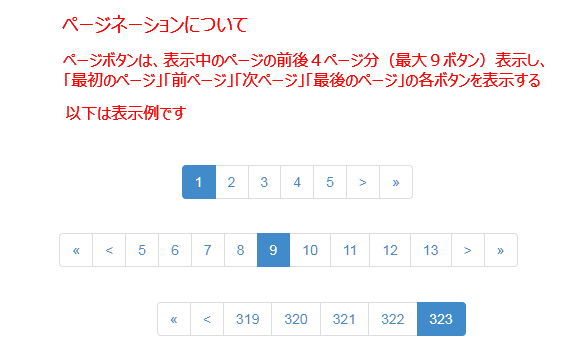 ページネーションについて
ページボタンは、表示中のページの前後４ページ分（最大９ボタン）表示し、
「最初のページ」「前ページ」「次ページ」「最後のページ」の各ボタンを表示する
以下は表示例です
1 2 3 4 5 > »
« < 5 6 7 8 9 10 11 12 13 > »
« < 319 320 321 322 323